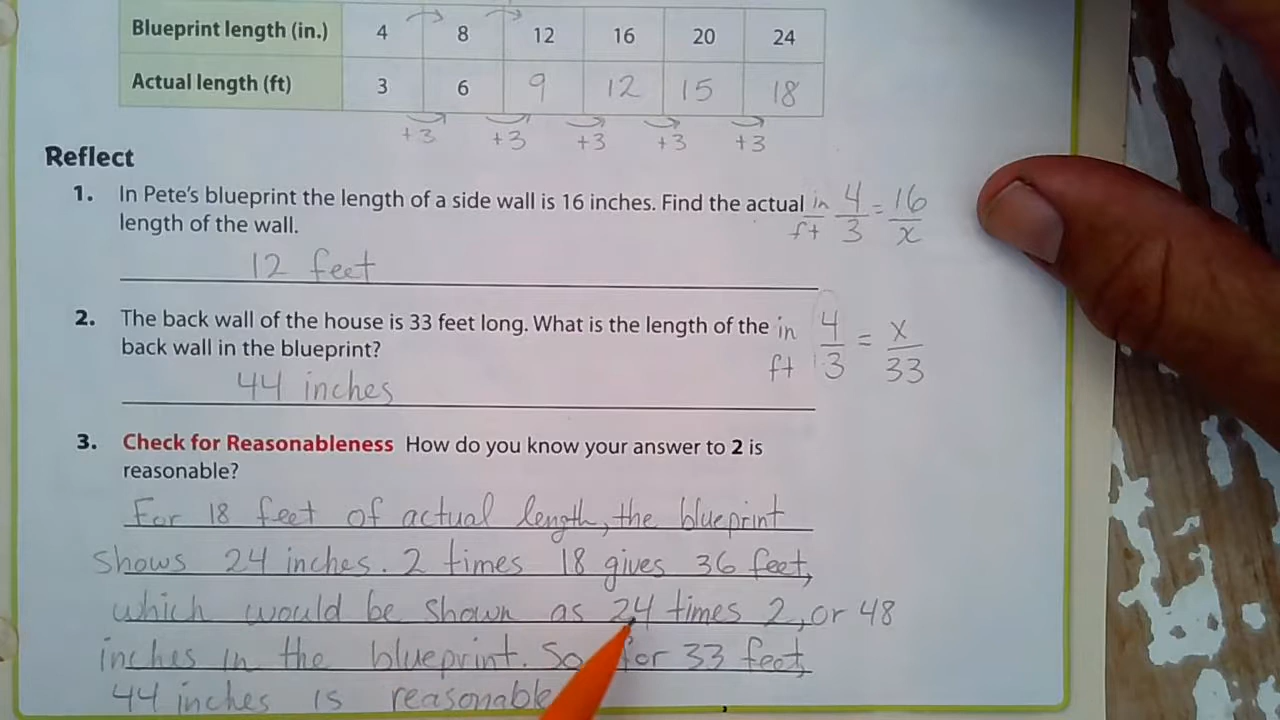 Blueprint length (in.) 4 8 12 16 20 24
Actual length (ft) 3 6 9 12 15 18
+3 +3 +3 +3 +3
Reflect
1. In Pete's blueprint the length of a side wall is 16 inches. Find the actual in 4 = 16
length of the wall. ft 3 x
12 feet
2. The back wall of the house is 33 feet long. What is the length of the in 4 = x
back wall in the blueprint? ft 3 33
44 inches
3. Check for Reasonableness How do you know your answer to 2 is
reasonable?
For 18 feet of actual length, the blueprint
shows 24 inches. 2 times 18 gives 36 feet,
which would be shown as 24 times 2, or 48
inches in the blueprint. So for 33 feet,
44 inches is reasonable